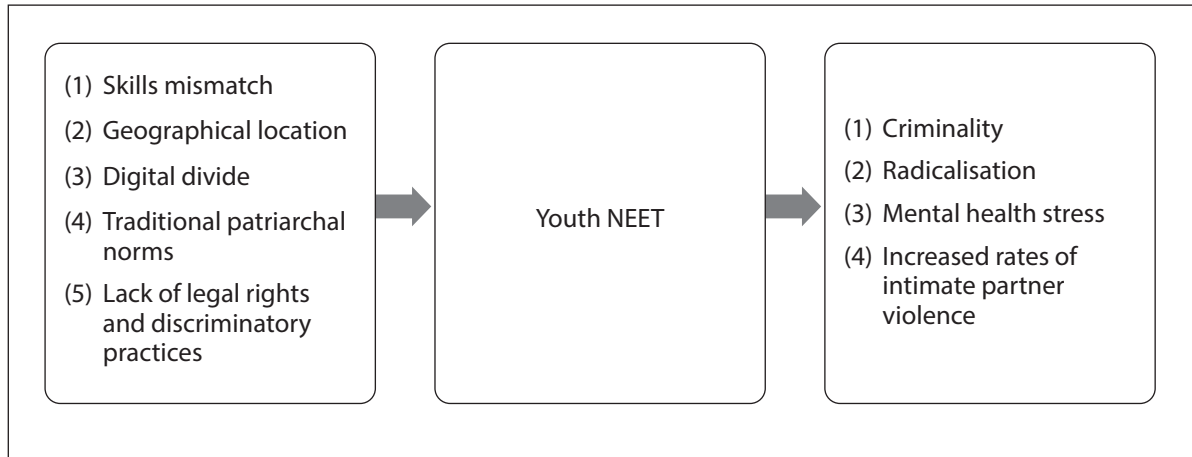 (1) Skills mismatch
(2) Geographical location
(3) Digital divide
(4) Traditional patriarchal
norms
(5) Lack of legal rights
and discriminatory
practices
Youth NEET
(1) Criminality
(2) Radicalisation
(3) Mental health stress
(4) Increased rates of
intimate partner
violence